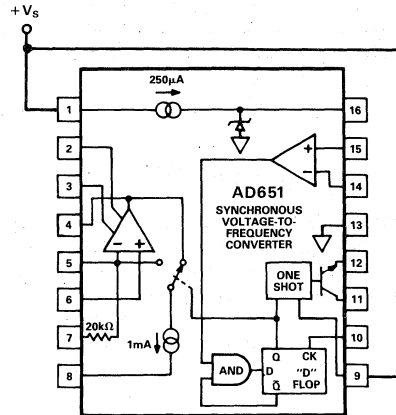 +VS
250µA
1
16
2
15
3
14
4
AD651
SYNCHRONOUS
VOLTAGE-TO-
FREQUENCY
CONVERTER
+
−
13
−
+
5
12
6
ONE
SHOT
11
7
20kΩ
1mA
10
8
AND
Q
CK
D
"D"
Q̅
FLOP
9